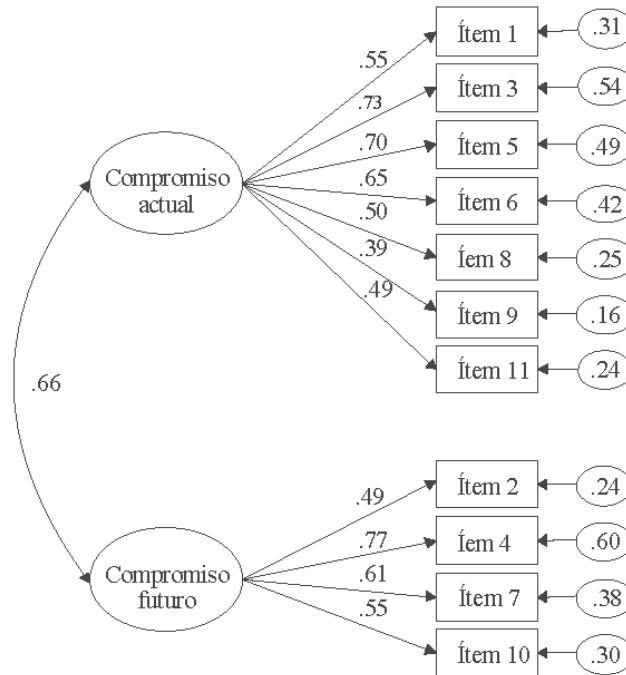 .55
Ítem 1
.31
.73
Ítem 3
.54
.70
Ítem 5
.49
Compromiso
actual
.65
Ítem 6
.42
.50
Íem 8
.25
.39
Ítem 9
.16
.49
Ítem 11
.24
.66
.49
Ítem 2
.24
.77
Íem 4
.60
Compromiso
futuro
.61
Ítem 7
.38
.55
Ítem 10
.30